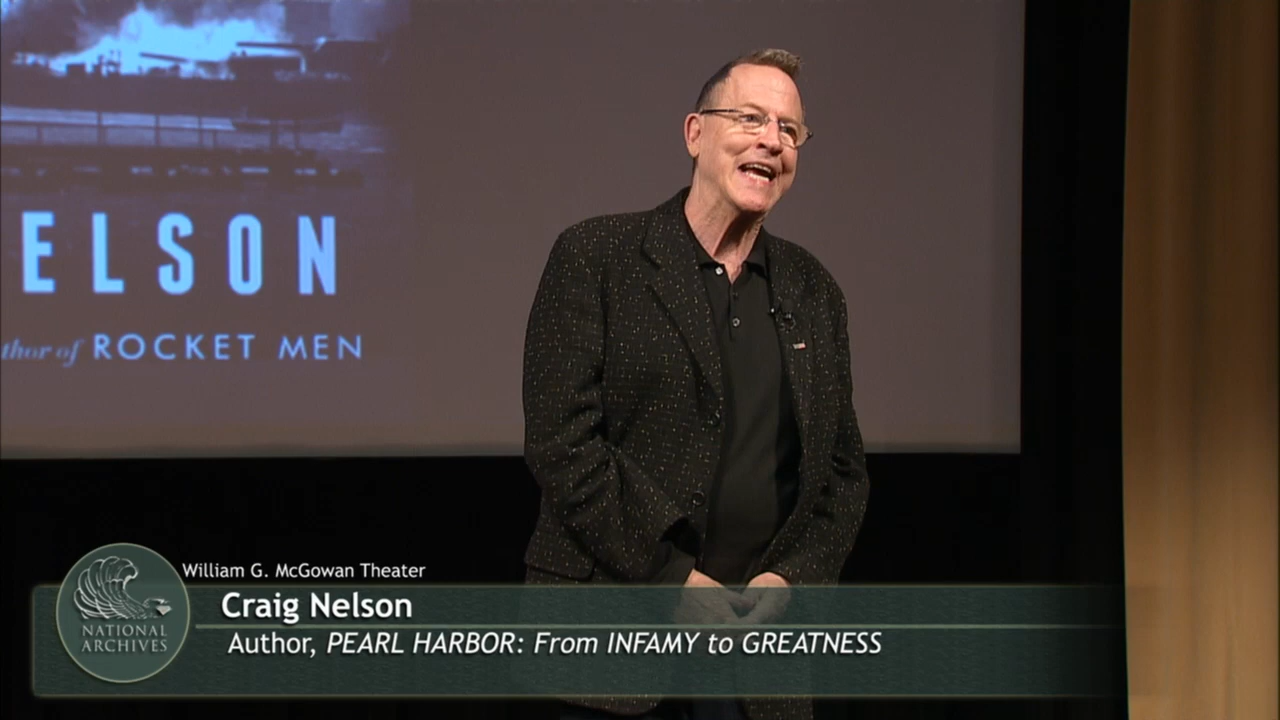 ELSON
thor of ROCKET MEN
William G. McGowan Theater
Craig Nelson
Author, PEARL HARBOR: From INFAMY to GREATNESS
NATIONAL
ARCHIVES